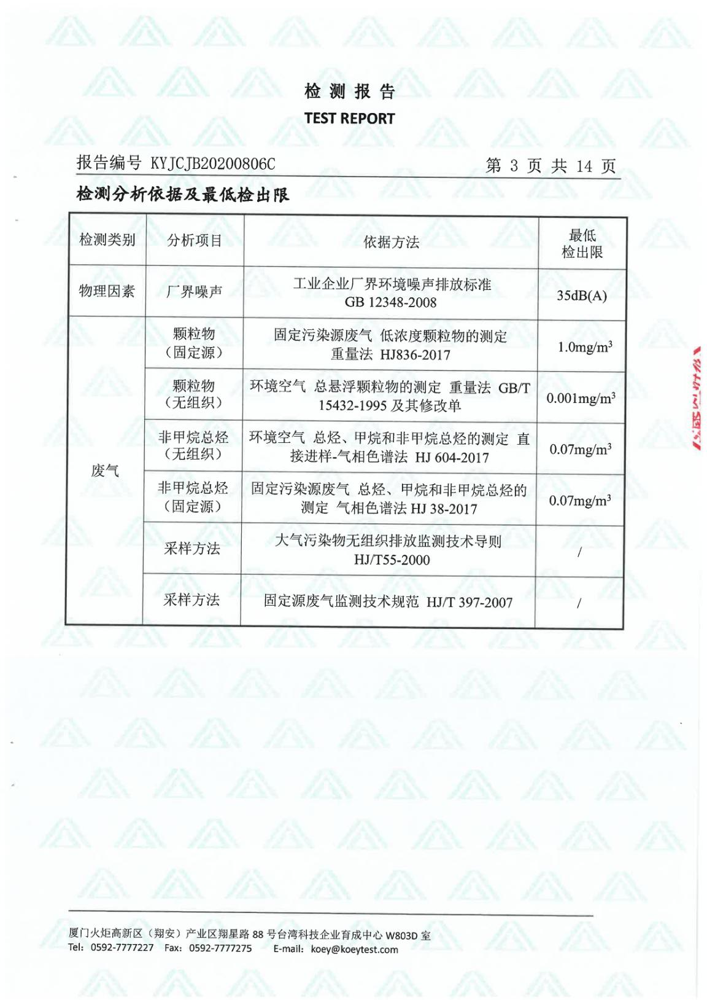 检测报告
TEST REPORT
报告编号 KYJCJB20200806C 第 3 页 共 14 页
检测分析依据及最低检出限
检测类别 分析项目 依据方法 最低
检出限
物理因素 厂界噪声 工业企业厂界环境噪声排放标准
GB 12348-2008 35dB(A)
废气
颗粒物
（固定源） 固定污染源废气 低浓度颗粒物的测定
重量法 HJ836-2017 1.0mg/m³
颗粒物
（无组织） 环境空气 总悬浮颗粒物的测定 重量法 GB/T
15432-1995 及其修改单 0.001mg/m³
非甲烷总烃
（无组织） 环境空气 总烃、甲烷和非甲烷总烃的测定 直
接进样-气相色谱法 HJ 604-2017 0.07mg/m³
非甲烷总烃
（固定源） 固定污染源废气 总烃、甲烷和非甲烷总烃的
测定 气相色谱法 HJ 38-2017 0.07mg/m³
采样方法 大气污染物无组织排放监测技术导则
HJ/T55-2000 /
采样方法 固定源废气监测技术规范 HJ/T 397-2007 /
厦门火炬高新区（翔安）产业区翔星路 88 号台湾科技企业育成中心 W803D 室
Tel: 0592-7777227 Fax: 0592-7777275 E-mail: koey@koeytest.com